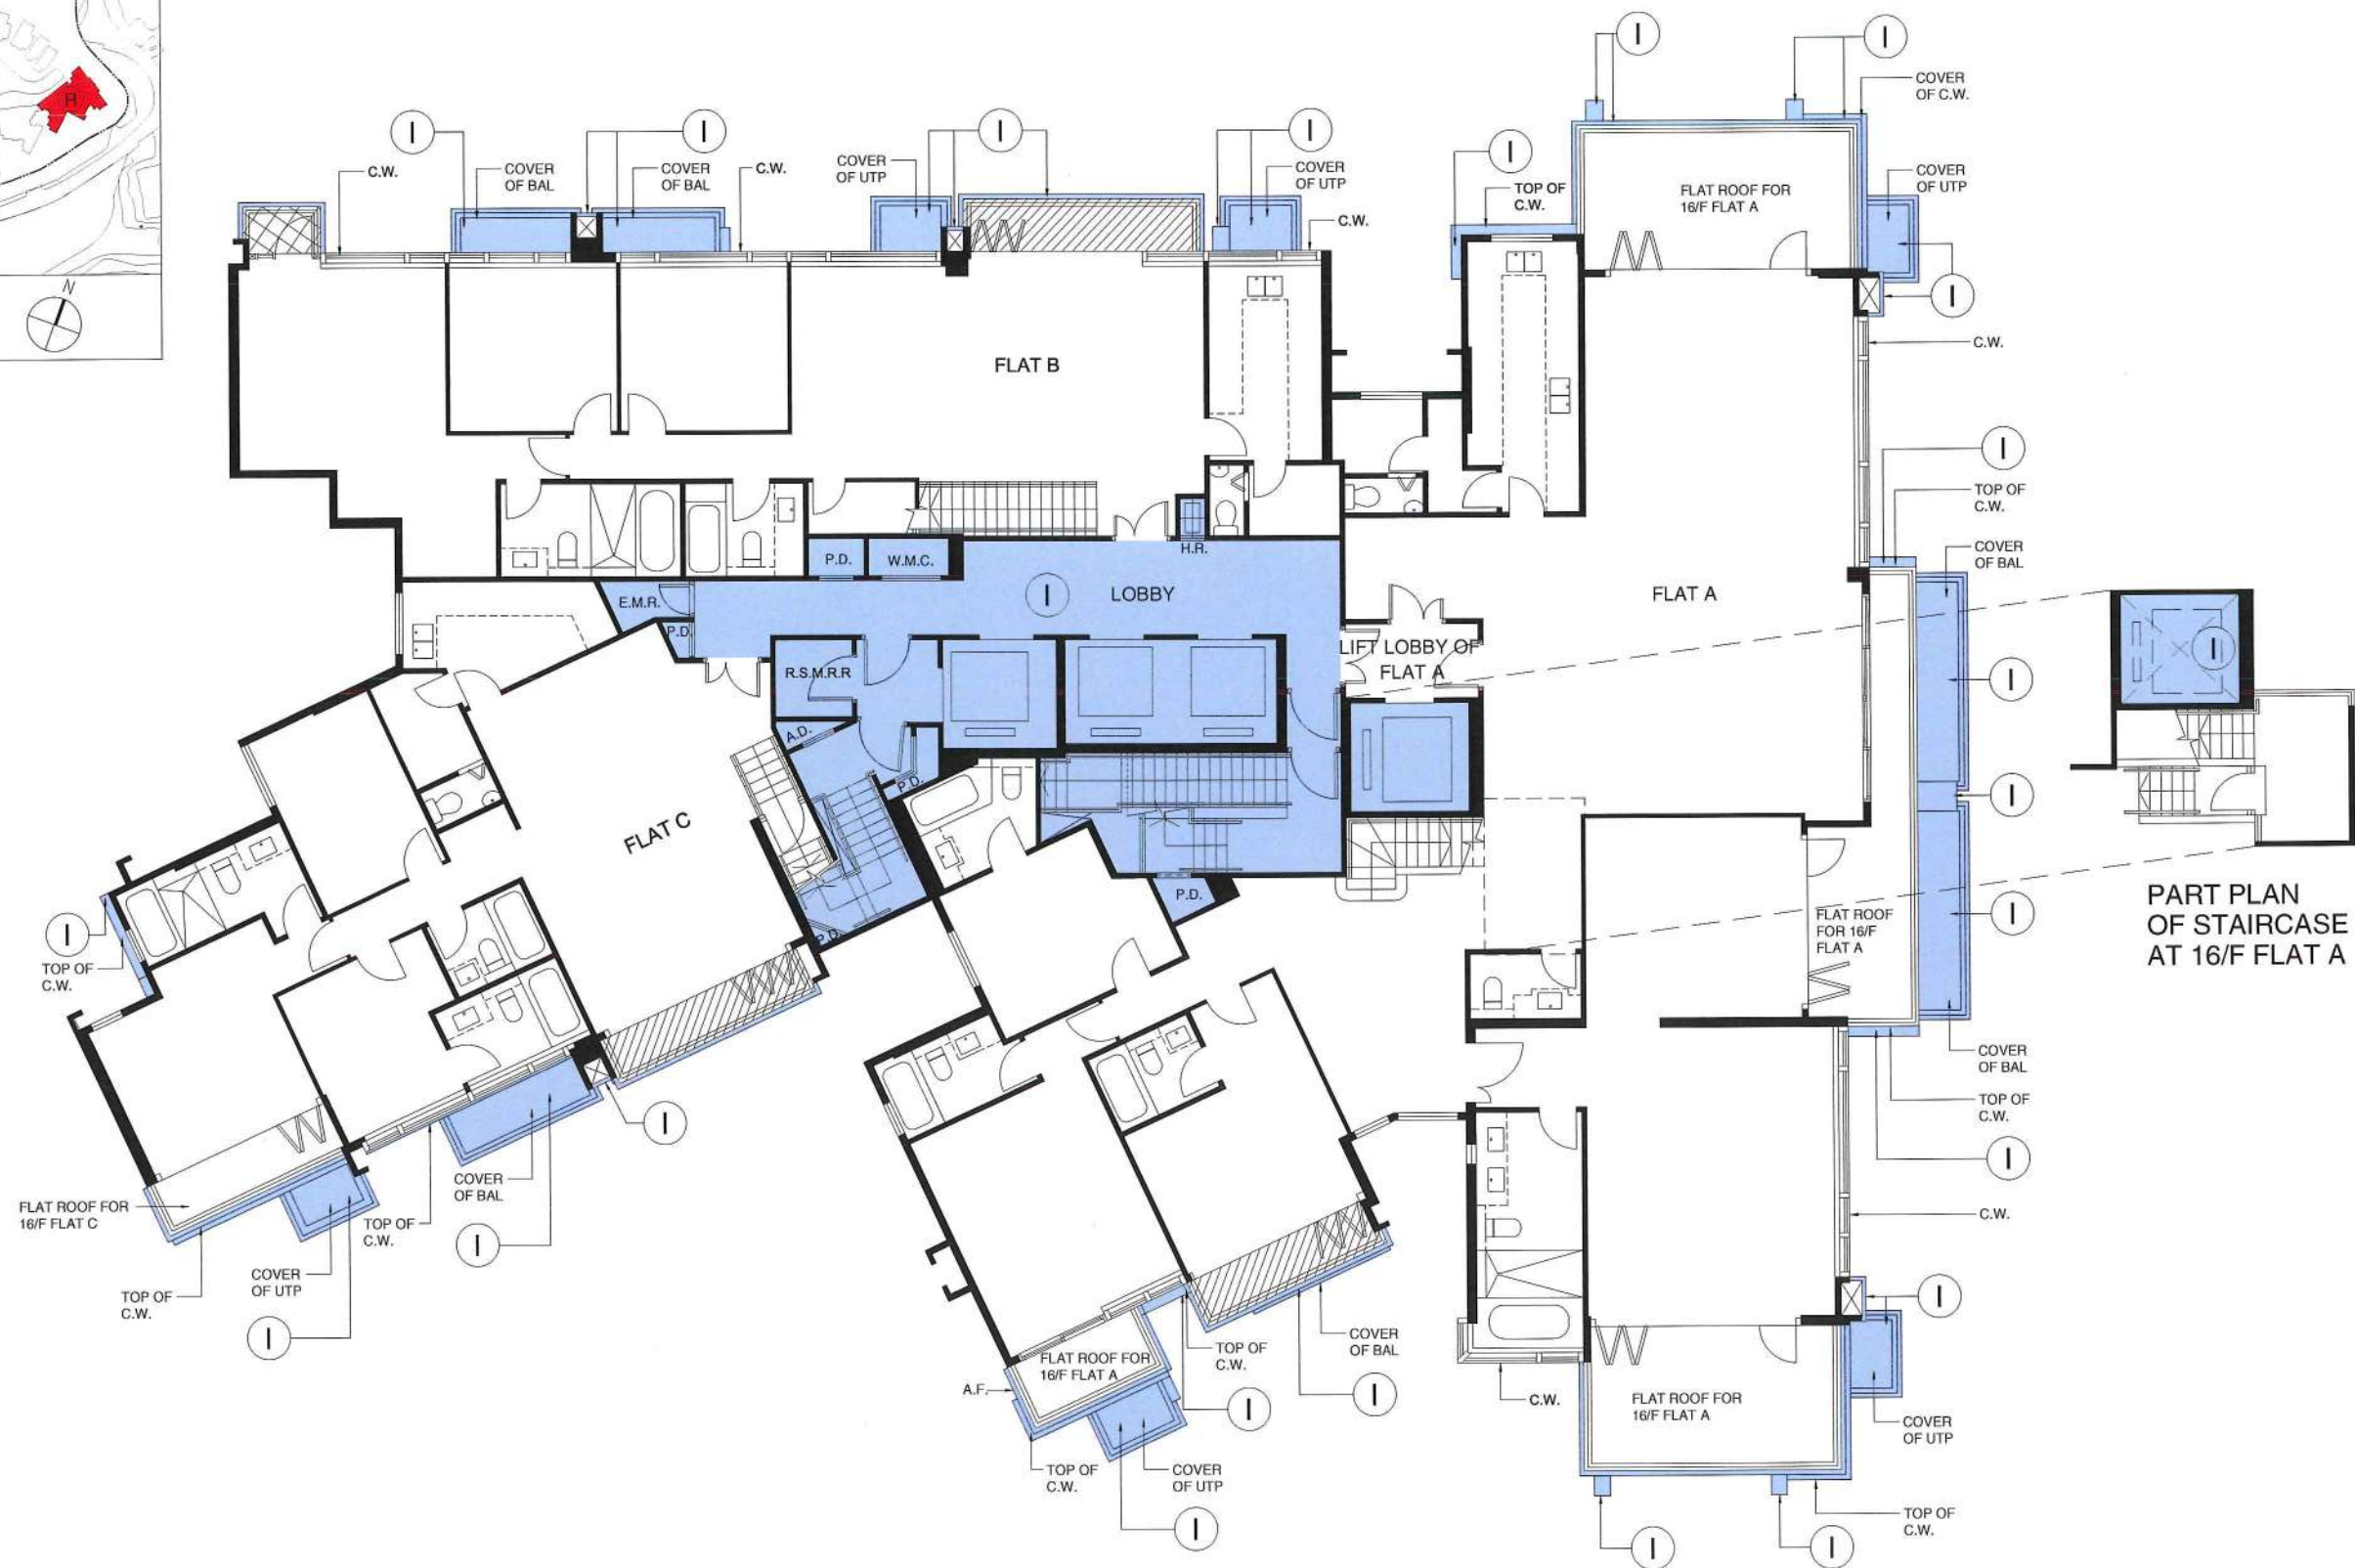 H
N
I
I
COVER
OF C.W.
I
I
I
I
I
C.W.
COVER
OF BAL
COVER
OF BAL
C.W.
COVER
OF UTP
COVER
OF UTP
C.W.
TOP OF
C.W.
FLAT ROOF FOR
16/F FLAT A
COVER
OF UTP
I
C.W.
FLAT B
I
TOP OF
C.W.
COVER
OF BAL
P.D.
W.M.C.
H.R.
E.M.R.
P.D.
I
LOBBY
FLAT A
LIFT LOBBY OF
FLAT A
R.S.M.R.R
A.D.
P.D.
I
I
I
FLAT C
P.D.
P.D.
I
FLAT ROOF
FOR 16/F
FLAT A
I
PART PLAN
OF STAIRCASE
AT 16/F FLAT A
I
TOP OF
C.W.
COVER
OF BAL
TOP OF
C.W.
I
I
COVER
OF BAL
FLAT ROOF FOR
16/F FLAT C
TOP OF
C.W.
I
C.W.
COVER
OF UTP
TOP OF
C.W.
I
I
COVER
OF BAL
TOP OF
C.W.
FLAT ROOF FOR
16/F FLAT A
A.F.
I
I
C.W.
FLAT ROOF FOR
16/F FLAT A
COVER
OF UTP
TOP OF
C.W.
COVER
OF UTP
I
TOP OF
C.W.
I
I